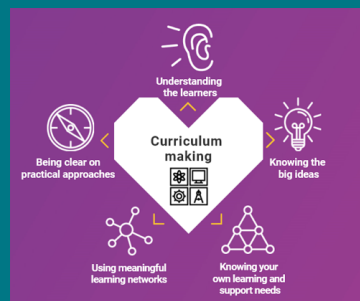 Understanding
the learners
Curriculum
making
Being clear on
practical approaches
Knowing the
big ideas
Using meaningful
learning networks
Knowing your
own learning and
support needs